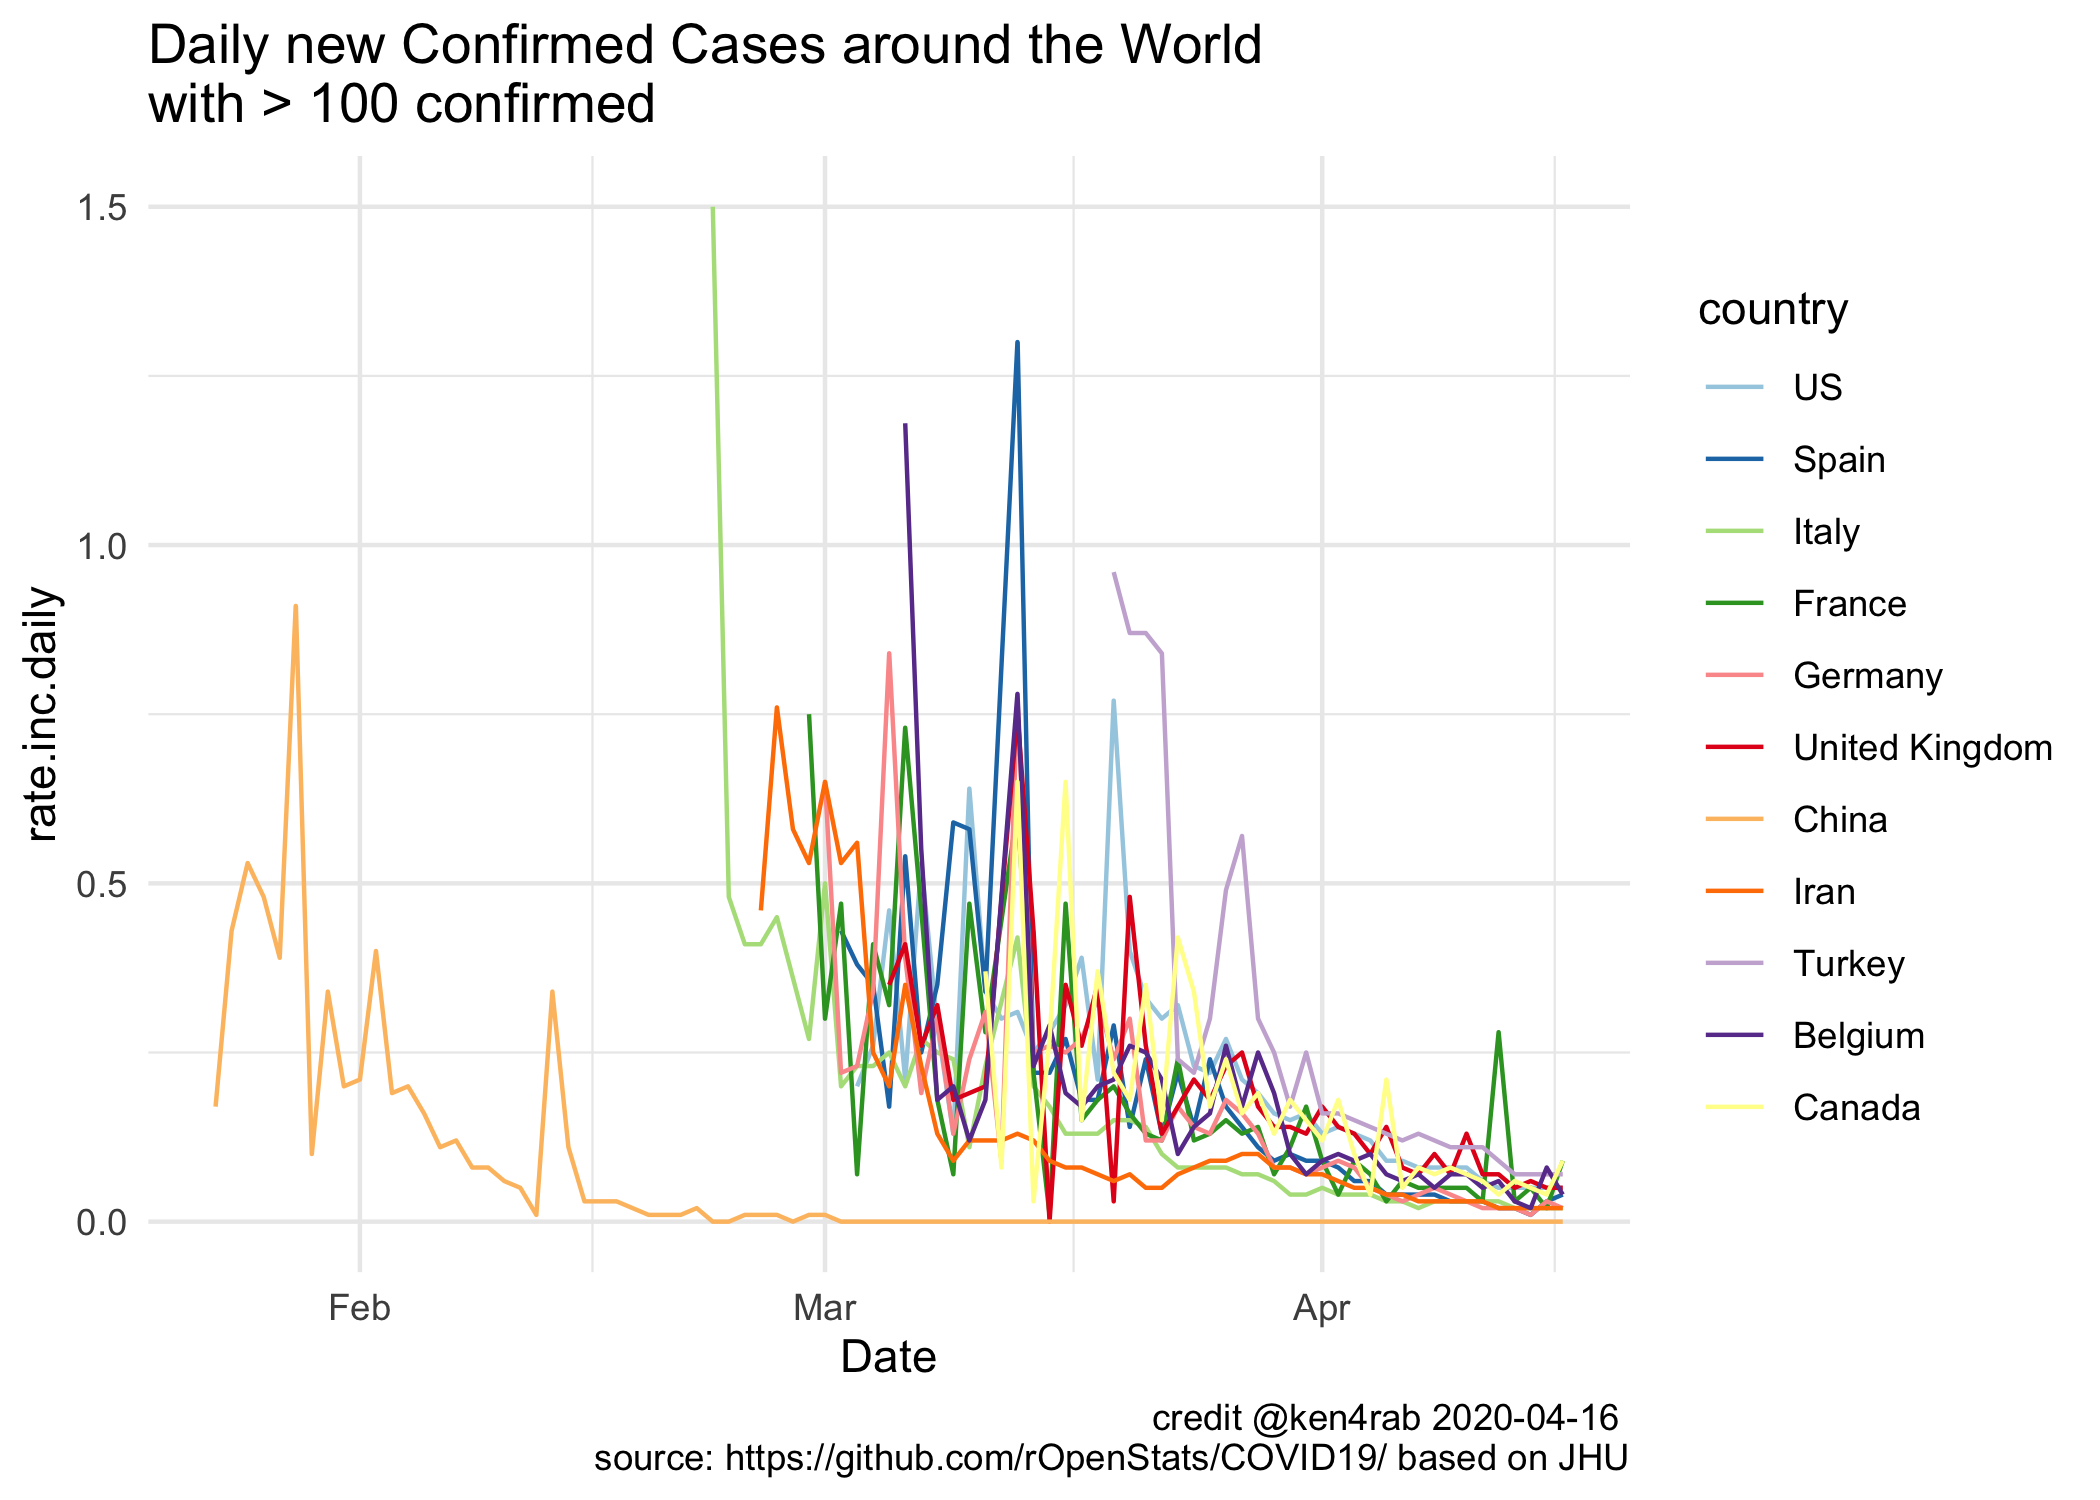 Daily new Confirmed Cases around the World
with > 100 confirmed
rate.inc.daily
1.5
1.0
0.5
0.0
Feb
Mar
Apr
Date
country
US
Spain
Italy
France
Germany
United Kingdom
China
Iran
Turkey
Belgium
Canada
credit @ken4rab 2020-04-16
source: https://github.com/rOpenStats/COVID19/ based on JHU